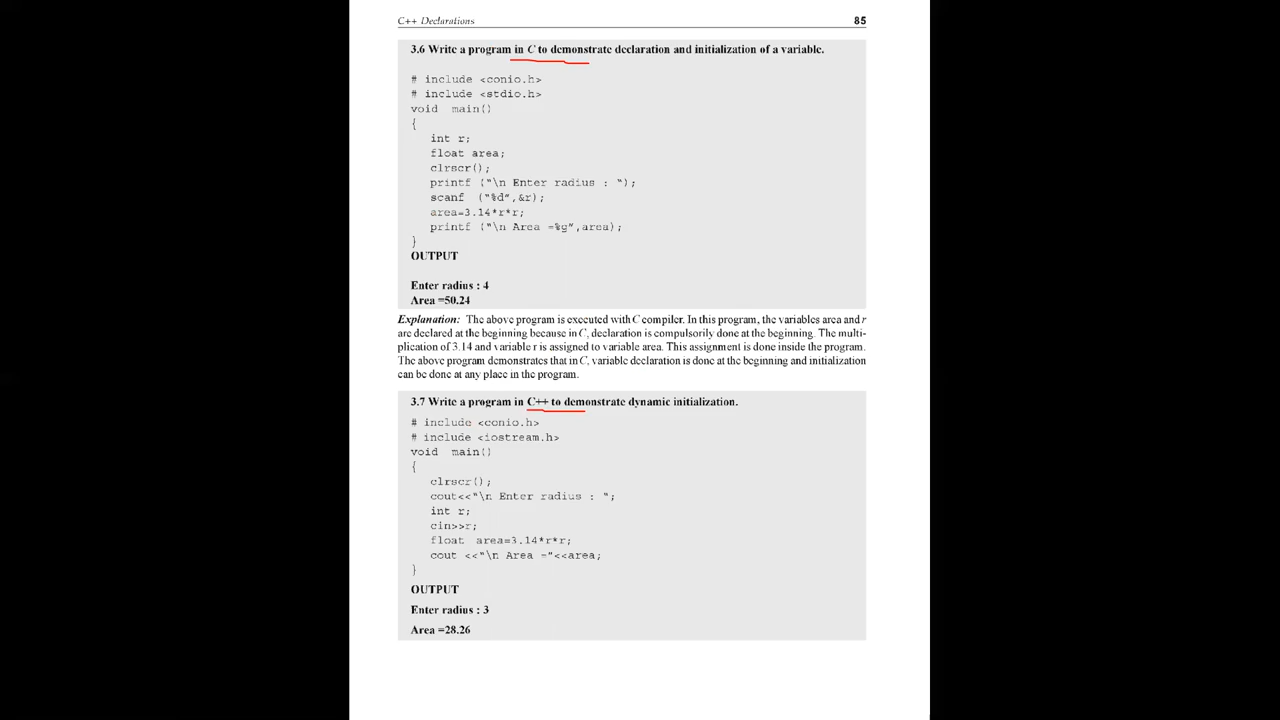 C++ Declarations 85
3.6 Write a program in C to demonstrate declaration and initialization of a variable.
# include <conio.h>
# include <stdio.h>
void main()
{
int r;
float area;
clrscr();
printf (“\n Enter radius : “);
scanf (“%d”,&r);
area=3.14*r*r;
printf (“\n Area =%g”,area);
}
OUTPUT
Enter radius : 4
Area =50.24
Explanation: The above program is executed with C compiler. In this program, the variables area and r
are declared at the beginning because in C, declaration is compulsorily done at the beginning. The multi-
plication of 3.14 and variable r is assigned to variable area. This assignment is done inside the program.
The above program demonstrates that in C, variable declaration is done at the beginning and initialization
can be done at any place in the program.
3.7 Write a program in C++ to demonstrate dynamic initialization.
# include <conio.h>
# include <iostream.h>
void main()
{
clrscr();
cout<<“\n Enter radius : “;
int r;
cin>>r;
float area=3.14*r*r;
cout <<“\n Area =”<<area;
}
OUTPUT
Enter radius : 3
Area =28.26